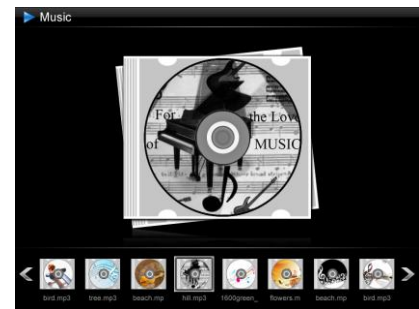 Music
For the Love
of MUSIC
bird.mp3 tree.mp3 beach.mp hill.mp3 1600green_ flowers.m beach.mp bird.mp3